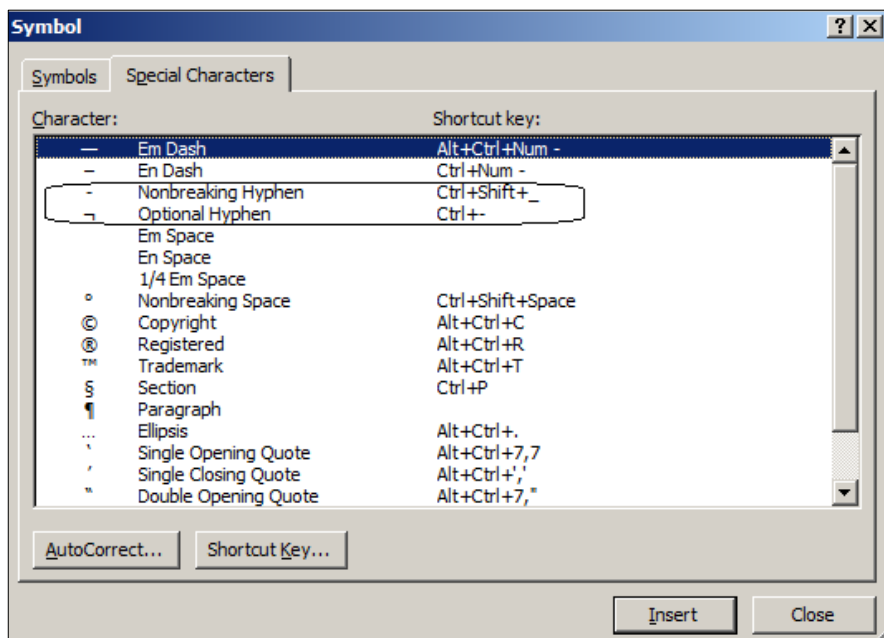 Symbol
Symbols Special Characters
Character: Shortcut key:
— Em Dash Alt+Ctrl+Num -
– En Dash Ctrl+Num -
- Nonbreaking Hyphen Ctrl+Shift+_
¬ Optional Hyphen Ctrl+-
Em Space
En Space
1/4 Em Space
° Nonbreaking Space Ctrl+Shift+Space
© Copyright Alt+Ctrl+C
® Registered Alt+Ctrl+R
™ Trademark Alt+Ctrl+T
§ Section Ctrl+P
¶ Paragraph
… Ellipsis Alt+Ctrl+.
‛ Single Opening Quote Alt+Ctrl+7,7
’ Single Closing Quote Alt+Ctrl+','
‟ Double Opening Quote Alt+Ctrl+7,"
AutoCorrect... Shortcut Key...
Insert Close